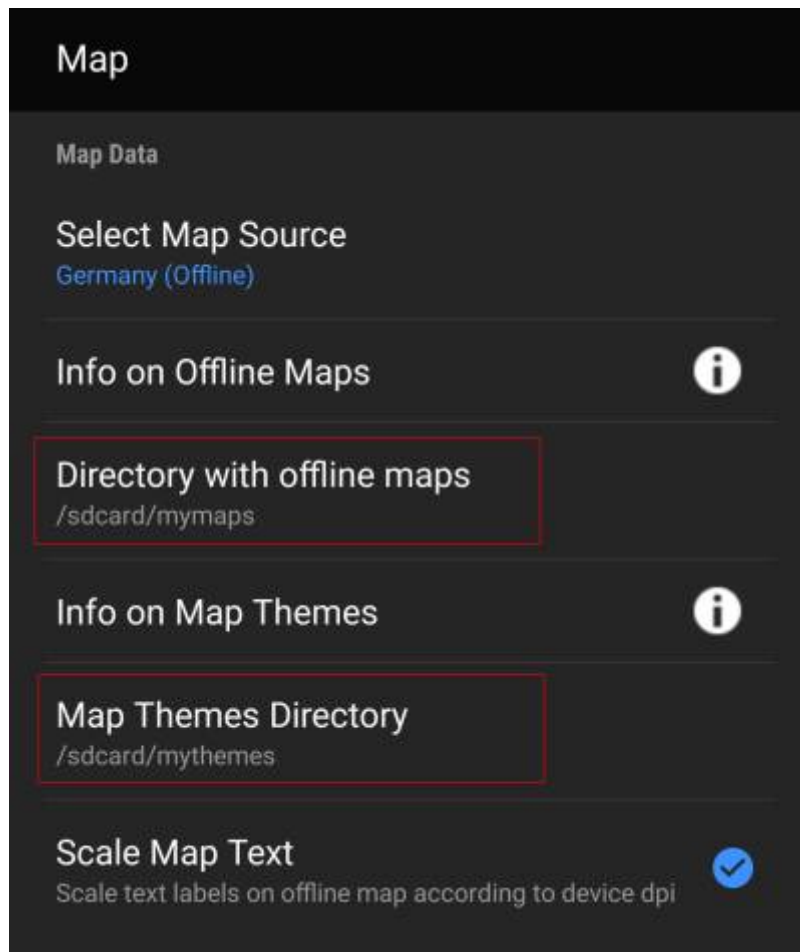 Map
Map Data
Select Map Source
Germany (Offline)
Info on Offline Maps
Directory with offline maps
/sdcard/mymaps
Info on Map Themes
Map Themes Directory
/sdcard/mythemes
Scale Map Text
Scale text labels on offline map according to device dpi